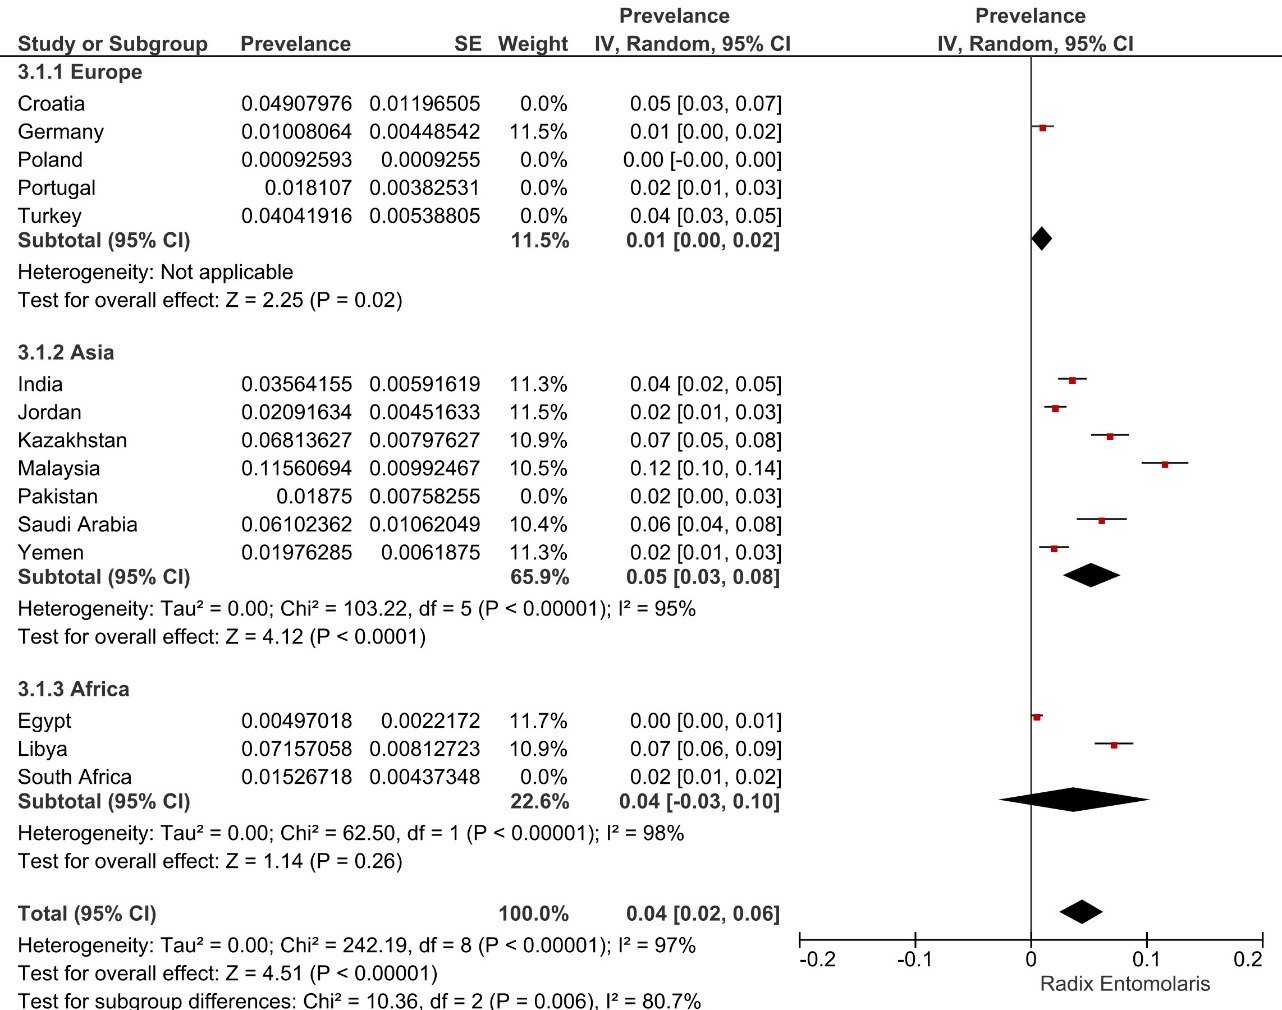 Prevelance Prevelance
Study or Subgroup Prevelance SE Weight IV, Random, 95% CI IV, Random, 95% CI
3.1.1 Europe
Croatia 0.04907976 0.01196505 0.0% 0.05 [0.03, 0.07]
Germany 0.01008064 0.00448542 11.5% 0.01 [0.00, 0.02]
Poland 0.00092593 0.0009255 0.0% 0.00 [-0.00, 0.00]
Portugal 0.018107 0.00382531 0.0% 0.02 [0.01, 0.03]
Turkey 0.04041916 0.00538805 0.0% 0.04 [0.03, 0.05]
Subtotal (95% CI) 11.5% 0.01 [0.00, 0.02]
Heterogeneity: Not applicable
Test for overall effect: Z = 2.25 (P = 0.02)
3.1.2 Asia
India 0.03564155 0.00591619 11.3% 0.04 [0.02, 0.05]
Jordan 0.02091634 0.00451633 11.5% 0.02 [0.01, 0.03]
Kazakhstan 0.06813627 0.00797627 10.9% 0.07 [0.05, 0.08]
Malaysia 0.11560694 0.00992467 10.5% 0.12 [0.10, 0.14]
Pakistan 0.01875 0.00758255 0.0% 0.02 [0.00, 0.03]
Saudi Arabia 0.06102362 0.01062049 10.4% 0.06 [0.04, 0.08]
Yemen 0.01976285 0.0061875 11.3% 0.02 [0.01, 0.03]
Subtotal (95% CI) 65.9% 0.05 [0.03, 0.08]
Heterogeneity: Tau² = 0.00; Chi² = 103.22, df = 5 (P < 0.00001); I² = 95%
Test for overall effect: Z = 4.12 (P < 0.0001)
3.1.3 Africa
Egypt 0.00497018 0.0022172 11.7% 0.00 [0.00, 0.01]
Libya 0.07157058 0.00812723 10.9% 0.07 [0.06, 0.09]
South Africa 0.01526718 0.00437348 0.0% 0.02 [0.01, 0.02]
Subtotal (95% CI) 22.6% 0.04 [-0.03, 0.10]
Heterogeneity: Tau² = 0.00; Chi² = 62.50, df = 1 (P < 0.00001); I² = 98%
Test for overall effect: Z = 1.14 (P = 0.26)
Total (95% CI) 100.0% 0.04 [0.02, 0.06]
Heterogeneity: Tau² = 0.00; Chi² = 242.19, df = 8 (P < 0.00001); I² = 97%
Test for overall effect: Z = 4.51 (P < 0.00001)
Test for subgroup differences: Chi² = 10.36, df = 2 (P = 0.006), I² = 80.7%
-0.2 -0.1 0 0.1 0.2
Radix Entomolaris